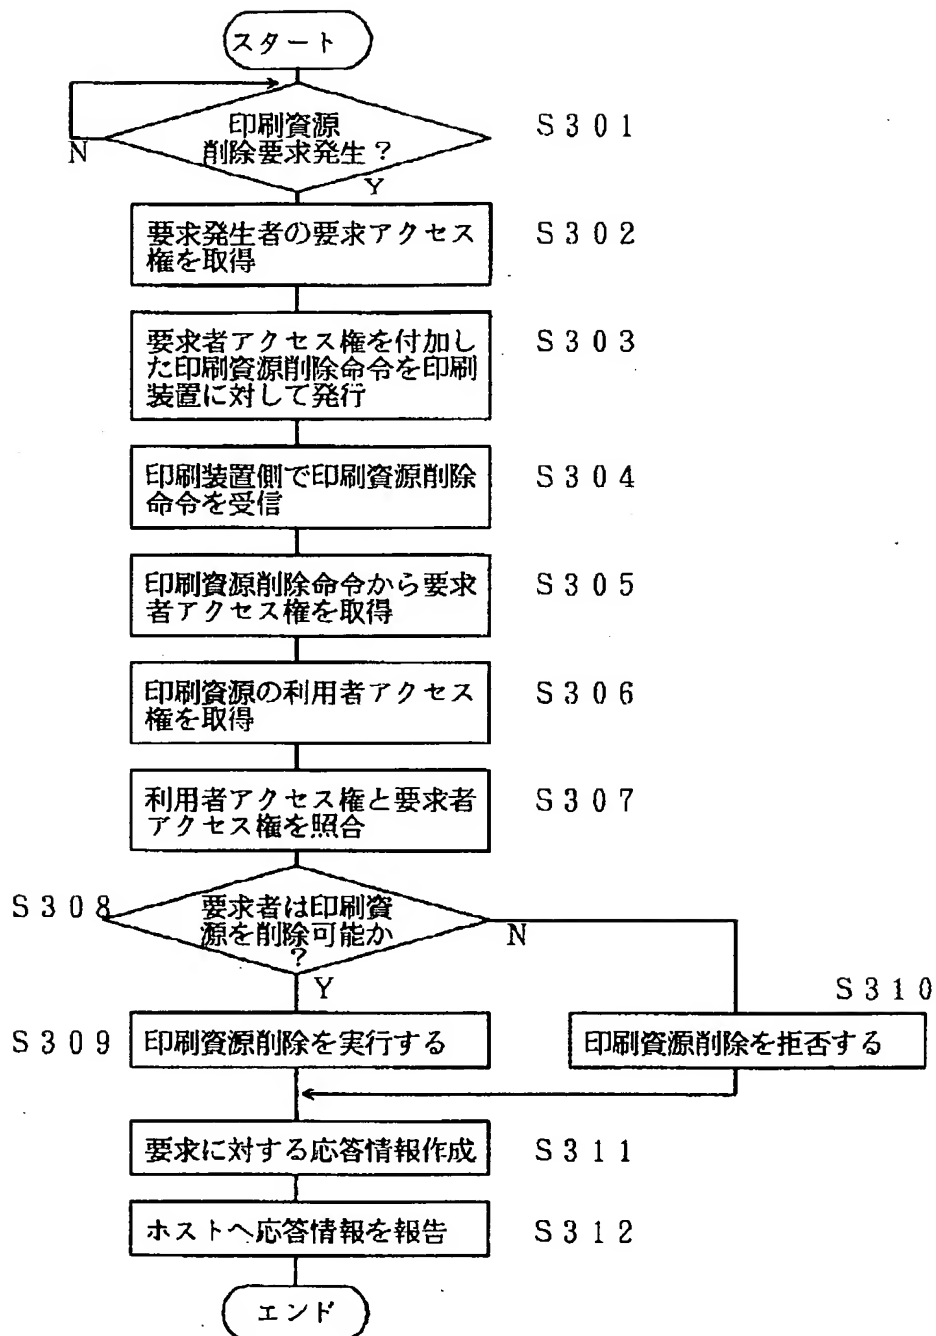 スタート
印刷資源
削除要求発生?
S301
N
Y
要求発生者の要求アクセス
権を取得
S302
要求者アクセス権を付加し
た印刷資源削除命令を印刷
装置に対して発行
S303
印刷装置側で印刷資源削除
命令を受信
S304
印刷資源削除命令から要求
者アクセス権を取得
S305
印刷資源の利用者アクセス
権を取得
S306
利用者アクセス権と要求者
アクセス権を照合
S307
S308
要求者は印刷資
源を削除可能か
?
N
Y
S310
S309
印刷資源削除を実行する
印刷資源削除を拒否する
要求に対する応答情報作成
S311
ホストへ応答情報を報告
S312
エンド